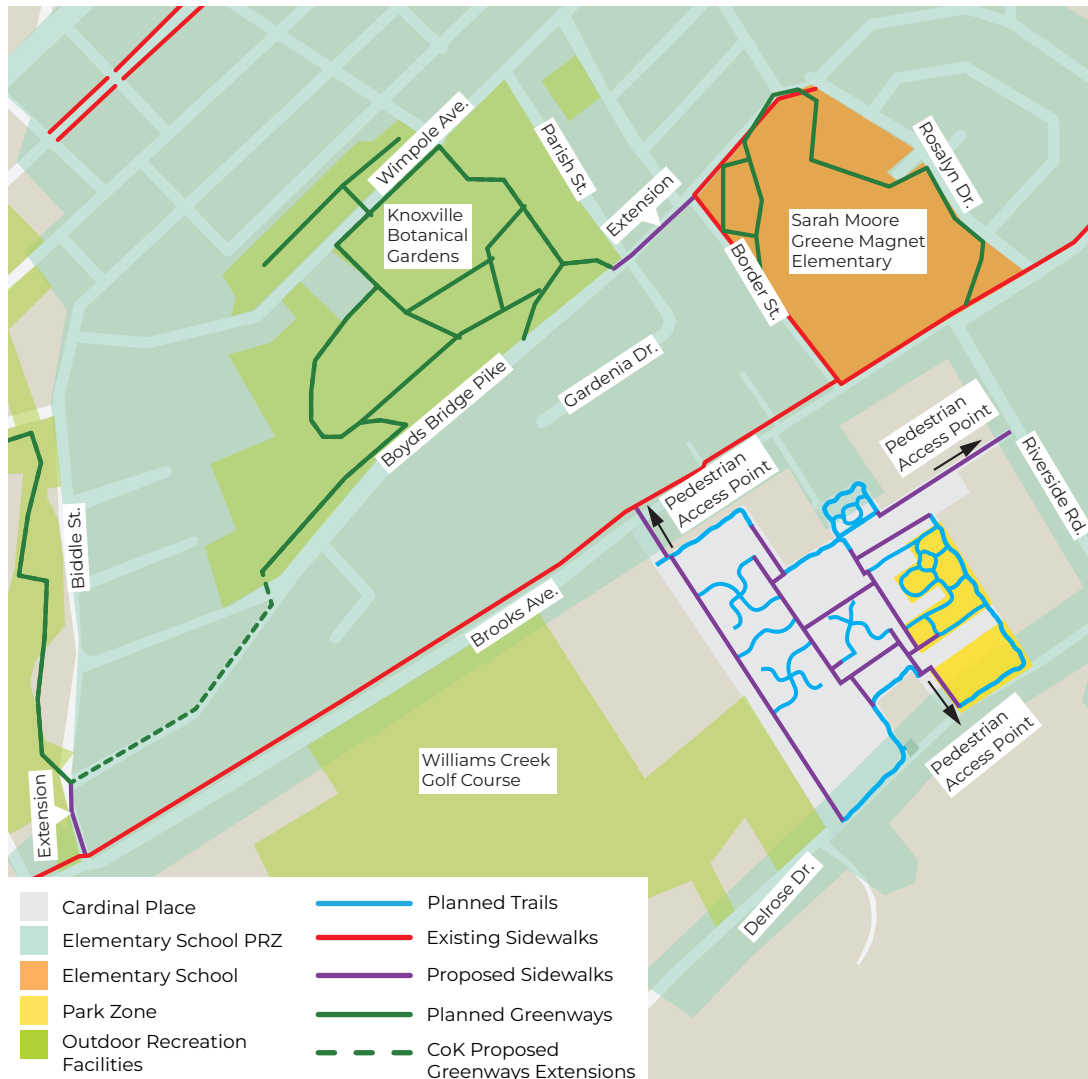 Wimpole Ave.
Parish St.
Extension
Rosalyn Dr.
Knoxville
Botanical
Gardens
Sarah Moore
Greene Magnet
Elementary
Border St.
Gardenia Dr.
Boyds Bridge Pike
Pedestrian
Access Point
Riverside Rd.
Pedestrian
Access Point
Biddle St.
Brooks Ave.
Williams Creek
Golf Course
Pedestrian
Access Point
Extension
Delrose Dr.
Cardinal Place
Elementary School PRZ
Elementary School
Park Zone
Outdoor Recreation
Facilities
Planned Trails
Existing Sidewalks
Proposed Sidewalks
Planned Greenways
CoK Proposed
Greenways Extensions